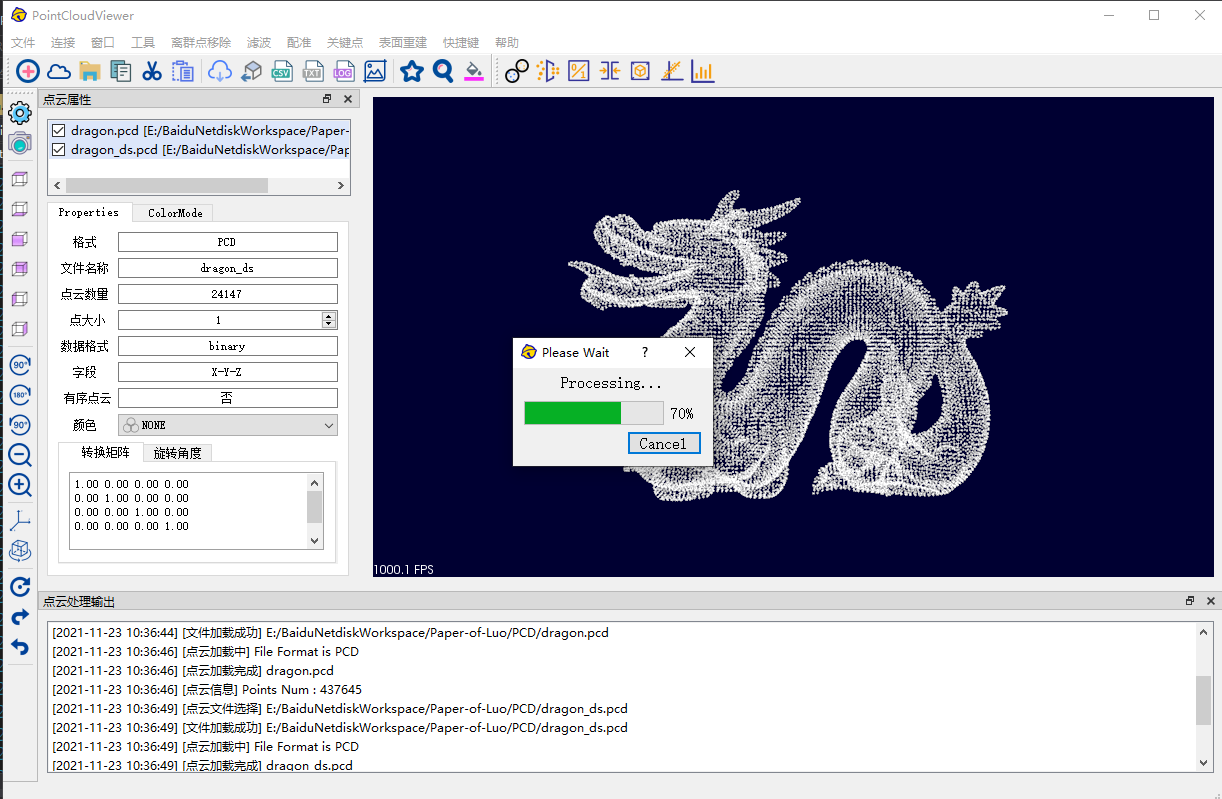 PointCloudViewer
文件 连接 窗口 工具 离群点移除 滤波 配准 关键点 表面重建 快捷键 帮助
CSV TXT LOG %
点云属性
dragon.pcd [E:/BaiduNetdiskWorkspace/Paper-
dragon_ds.pcd [E:/BaiduNetdiskWorkspace/Pap
Properties ColorMode
格式 PCD
文件名称 dragon_ds
点云数量 24147
点大小 1
数据格式 binary
字段 X-Y-Z
有序点云 否
颜色 NONE
转换矩阵 旋转角度
1.00 0.00 0.00 0.00
0.00 1.00 0.00 0.00
0.00 0.00 1.00 0.00
0.00 0.00 0.00 1.00
90°
180°
90°
Please Wait ?
Processing...
70%
Cancel
1000.1 FPS
点云处理输出
[2021-11-23 10:36:44] [文件加载成功] E:/BaiduNetdiskWorkspace/Paper-of-Luo/PCD/dragon.pcd
[2021-11-23 10:36:46] [点云加载中] File Format is PCD
[2021-11-23 10:36:46] [点云加载完成] dragon.pcd
[2021-11-23 10:36:46] [点云信息] Points Num : 437645
[2021-11-23 10:36:49] [点云文件选择] E:/BaiduNetdiskWorkspace/Paper-of-Luo/PCD/dragon_ds.pcd
[2021-11-23 10:36:49] [文件加载成功] E:/BaiduNetdiskWorkspace/Paper-of-Luo/PCD/dragon_ds.pcd
[2021-11-23 10:36:49] [点云加载中] File Format is PCD
[2021-11-23 10:36:49] [点云加载完成] dragon_ds.pcd